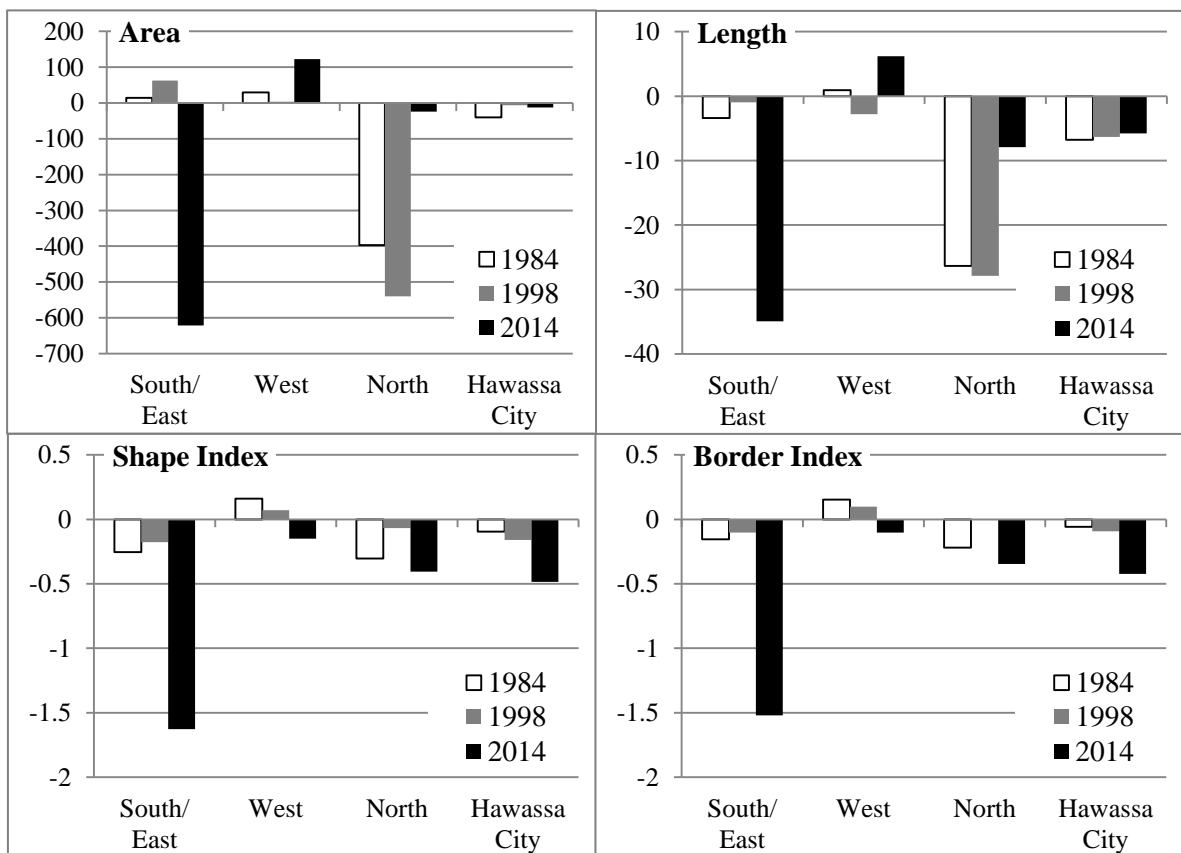 Area
200
100
0
-100
-200
-300
-400
-500
-600
-700
1984
1998
2014
South/ East
West
North
Hawassa City
Length
10
0
-10
-20
-30
-40
1984
1998
2014
South/ East
West
North
Hawassa City
Shape Index
0.5
0
-0.5
-1
-1.5
-2
1984
1998
2014
South/ East
West
North
Hawassa City
Border Index
0.5
0
-0.5
-1
-1.5
-2
1984
1998
2014
South/ East
West
North
Hawassa City